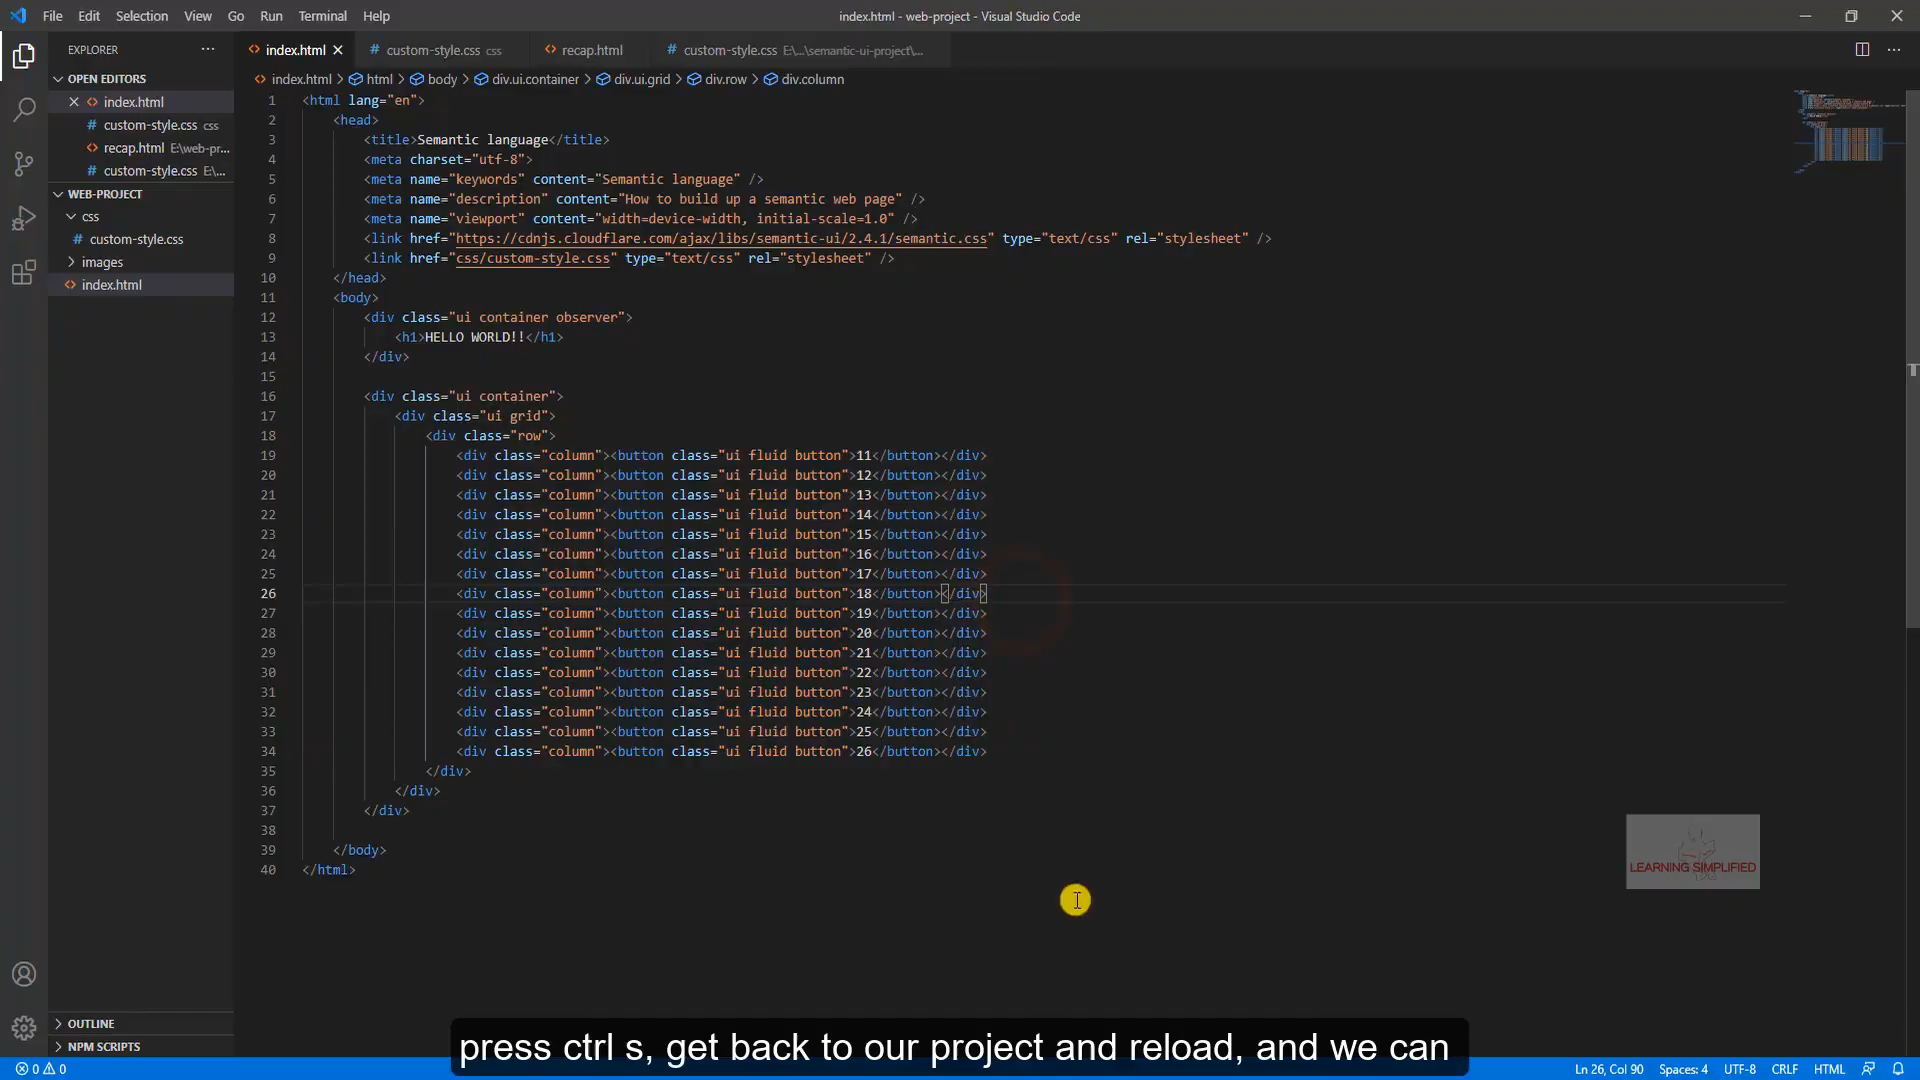 File Edit Selection View Go Run Terminal Help
index.html - web-project - Visual Studio Code
EXPLORER
index.html
custom-style.css css
recap.html
custom-style.css E:\...\semantic-ui-project\...
OPEN EDITORS
index.html
custom-style.css css
recap.html E:\web-pr...
custom-style.css E:\...
WEB-PROJECT
css
custom-style.css
images
index.html
OUTLINE
NPM SCRIPTS
index.html > html > body > div.ui.container > div.ui.grid > div.row > div.column
1 <html lang="en">
2 <head>
3 <title>Semantic language</title>
4 <meta charset="utf-8">
5 <meta name="keywords" content="Semantic language" />
6 <meta name="description" content="How to build up a semantic web page" />
7 <meta name="viewport" content="width=device-width, initial-scale=1.0" />
8 <link href="https://cdnjs.cloudflare.com/ajax/libs/semantic-ui/2.4.1/semantic.css" type="text/css" rel="stylesheet" />
9 <link href="css/custom-style.css" type="text/css" rel="stylesheet" />
10 </head>
11 <body>
12 <div class="ui container observer">
13 <h1>HELLO WORLD!!</h1>
14 </div>
15
16 <div class="ui container">
17 <div class="ui grid">
18 <div class="row">
19 <div class="column"><button class="ui fluid button">11</button></div>
20 <div class="column"><button class="ui fluid button">12</button></div>
21 <div class="column"><button class="ui fluid button">13</button></div>
22 <div class="column"><button class="ui fluid button">14</button></div>
23 <div class="column"><button class="ui fluid button">15</button></div>
24 <div class="column"><button class="ui fluid button">16</button></div>
25 <div class="column"><button class="ui fluid button">17</button></div>
26 <div class="column"><button class="ui fluid button">18</button></div>
27 <div class="column"><button class="ui fluid button">19</button></div>
28 <div class="column"><button class="ui fluid button">20</button></div>
29 <div class="column"><button class="ui fluid button">21</button></div>
30 <div class="column"><button class="ui fluid button">22</button></div>
31 <div class="column"><button class="ui fluid button">23</button></div>
32 <div class="column"><button class="ui fluid button">24</button></div>
33 <div class="column"><button class="ui fluid button">25</button></div>
34 <div class="column"><button class="ui fluid button">26</button></div>
35 </div>
36 </div>
37 </div>
38
39 </body>
40 </html>
LEARNING SIMPLIFIED
press ctrl s, get back to our project and reload, and we can
0 0
Ln 26, Col 90 Spaces: 4 UTF-8 CRLF HTML